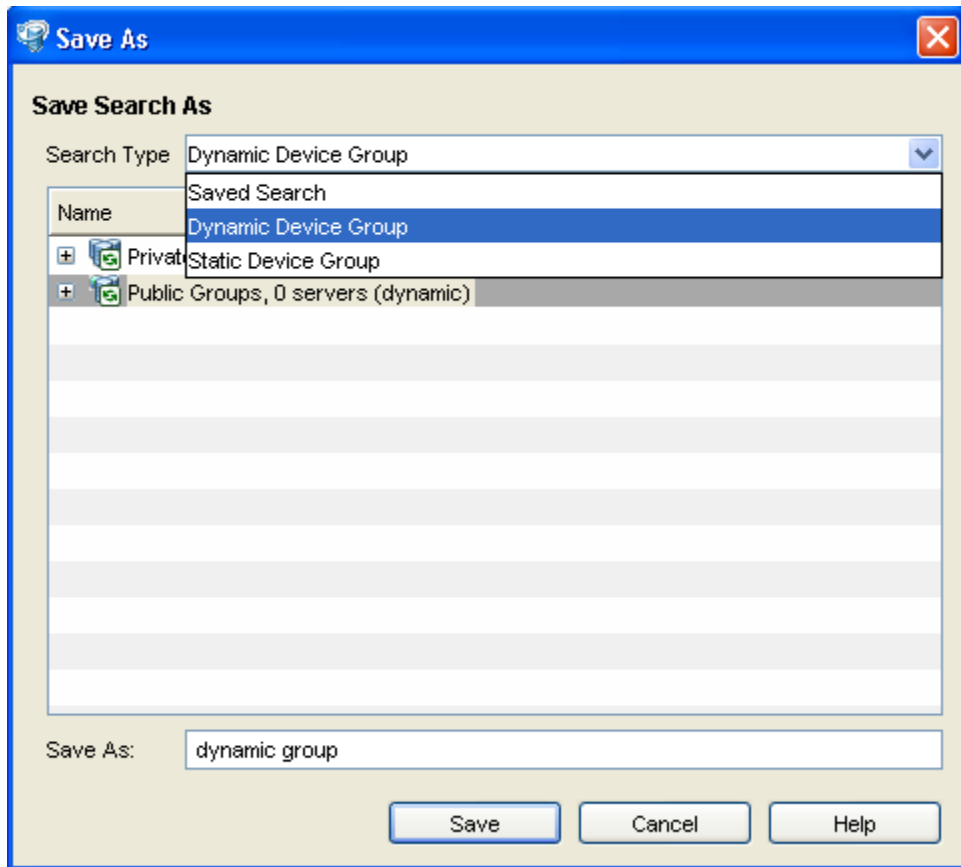 Save As
Save Search As
Search Type Dynamic Device Group
Saved Search
Name
Dynamic Device Group
Static Device Group
Public Groups, 0 servers (dynamic)
Save As: dynamic group
Save Cancel Help